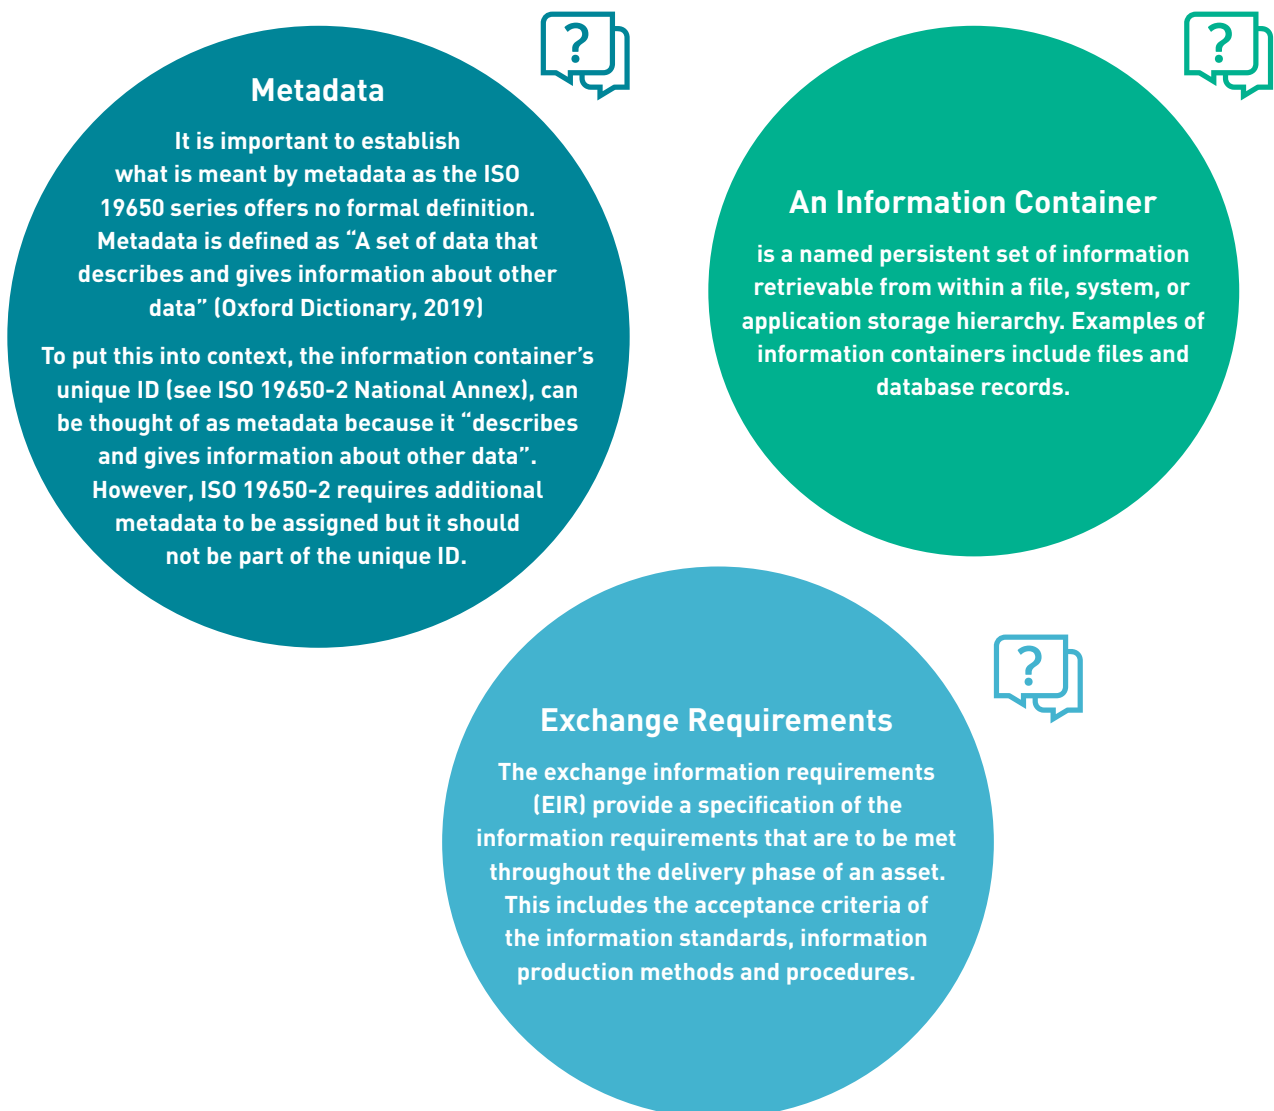 ?
Metadata
It is important to establish
what is meant by metadata as the ISO
19650 series offers no formal definition.
Metadata is defined as “A set of data that
describes and gives information about other
data” (Oxford Dictionary, 2019)
To put this into context, the information container’s
unique ID (see ISO 19650-2 National Annex), can
be thought of as metadata because it “describes
and gives information about other data”.
However, ISO 19650-2 requires additional
metadata to be assigned but it should
not be part of the unique ID.
?
An Information Container
is a named persistent set of information
retrievable from within a file, system, or
application storage hierarchy. Examples of
information containers include files and
database records.
?
Exchange Requirements
The exchange information requirements
(EIR) provide a specification of the
information requirements that are to be met
throughout the delivery phase of an asset.
This includes the acceptance criteria of
the information standards, information
production methods and procedures.